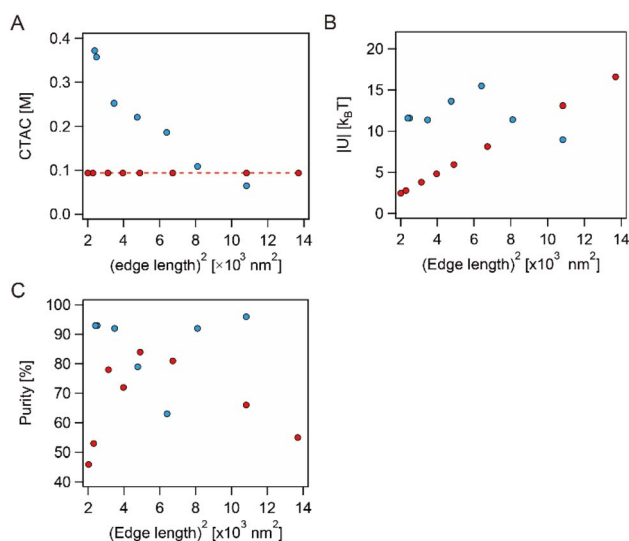 A
0.4
0.3
0.2
0.1
0.0
CTAC [M]
2 4 6 8 10 12 14
(edge length)² [×10³ nm²]
B
20
15
10
5
0
|U| [kBT]
2 4 6 8 10 12 14
(Edge length)² [x10³ nm²]
C
100
90
80
70
60
50
40
Purity [%]
2 4 6 8 10 12 14
(Edge length)² [x10³ nm²]